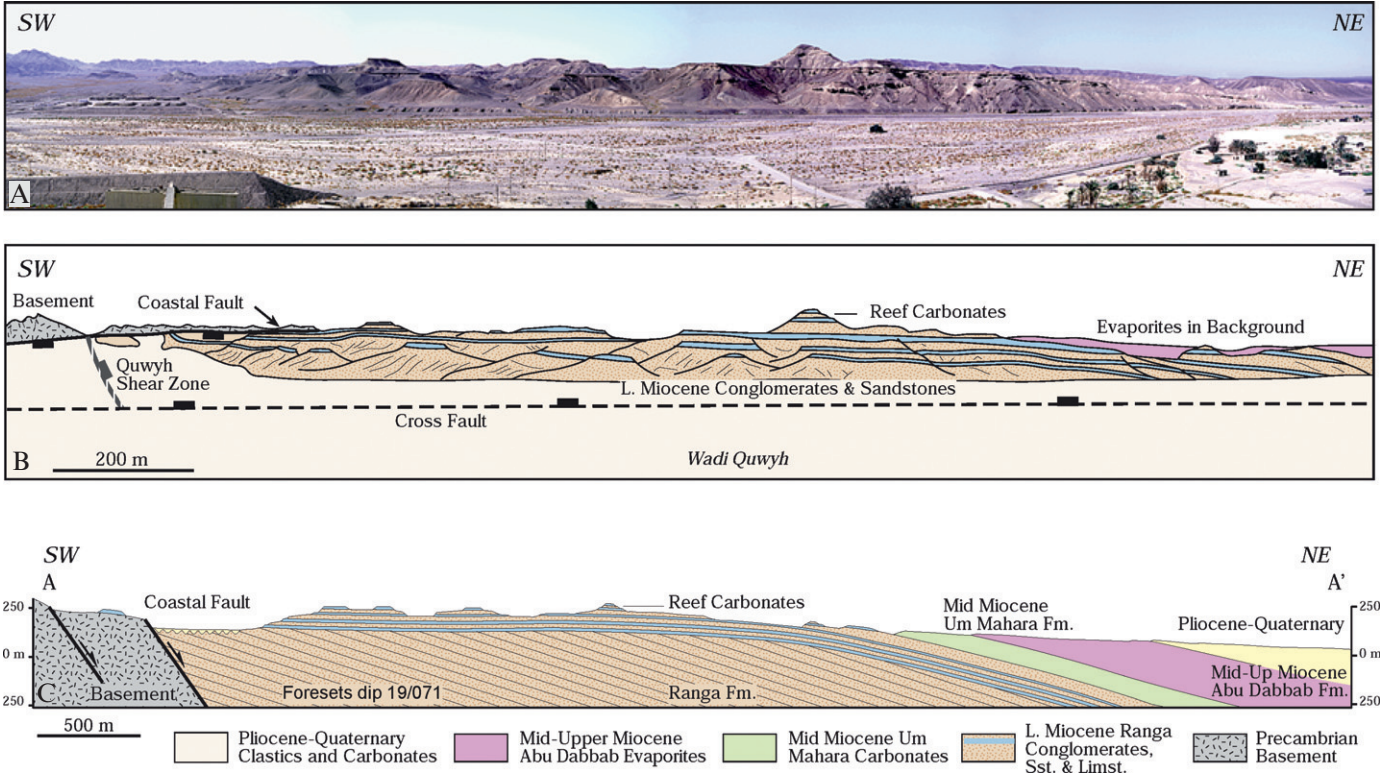 SW
NE
A
SW
NE
Basement
Coastal Fault
Reef Carbonates
Evaporites in Background
Quwyh
Shear Zone
L. Miocene Conglomerates & Sandstones
Cross Fault
B
200 m
Wadi Quwyh
SW
NE
A
A'
250
Coastal Fault
Reef Carbonates
Mid Miocene
Um Mahara Fm.
Pliocene-Quaternary
250
0 m
0 m
Mid-Up Miocene
Abu Dabbab Fm.
250
C
Basement
Foresets dip 19/071
Ranga Fm.
250
500 m
Pliocene-Quaternary
Clastics and Carbonates
Mid-Upper Miocene
Abu Dabbab Evaporites
Mid Miocene Um
Mahara Carbonates
L. Miocene Ranga
Conglomerates,
Sst. & Limst.
Precambrian
Basement